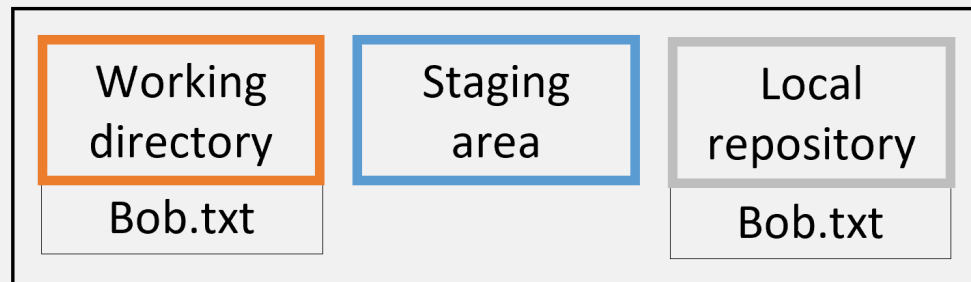 Working
directory
Staging
area
Local
repository
Bob.txt
Bob.txt